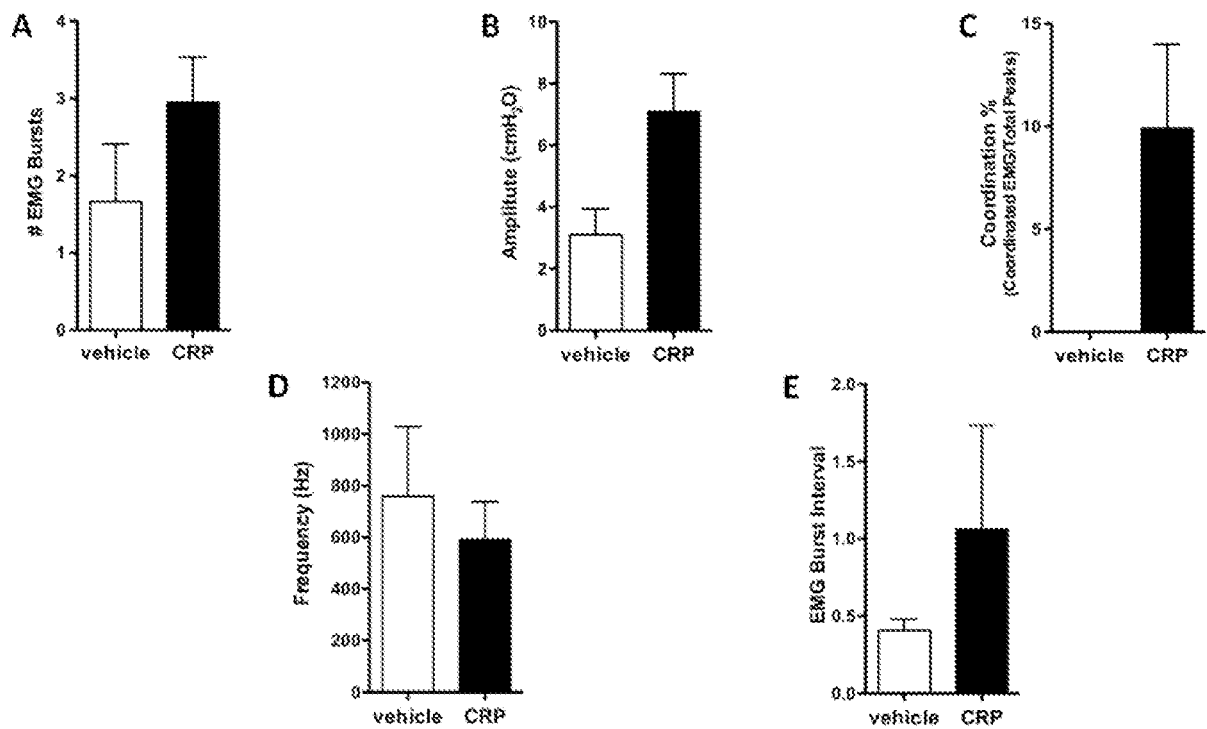 A
# EMG Bursts
4
3
2
1
0
vehicle CRP
B
Amplitute (cmH2O)
10
8
6
4
2
0
vehicle CRP
C
Coordination %
(Coordinated EMG/Total Peaks)
15
10
5
0
vehicle CRP
D
Frequency (Hz)
1200
1000
800
600
400
200
0
vehicle CRP
E
EMG Burst Interval
2.0
1.5
1.0
0.5
0.0
vehicle CRP